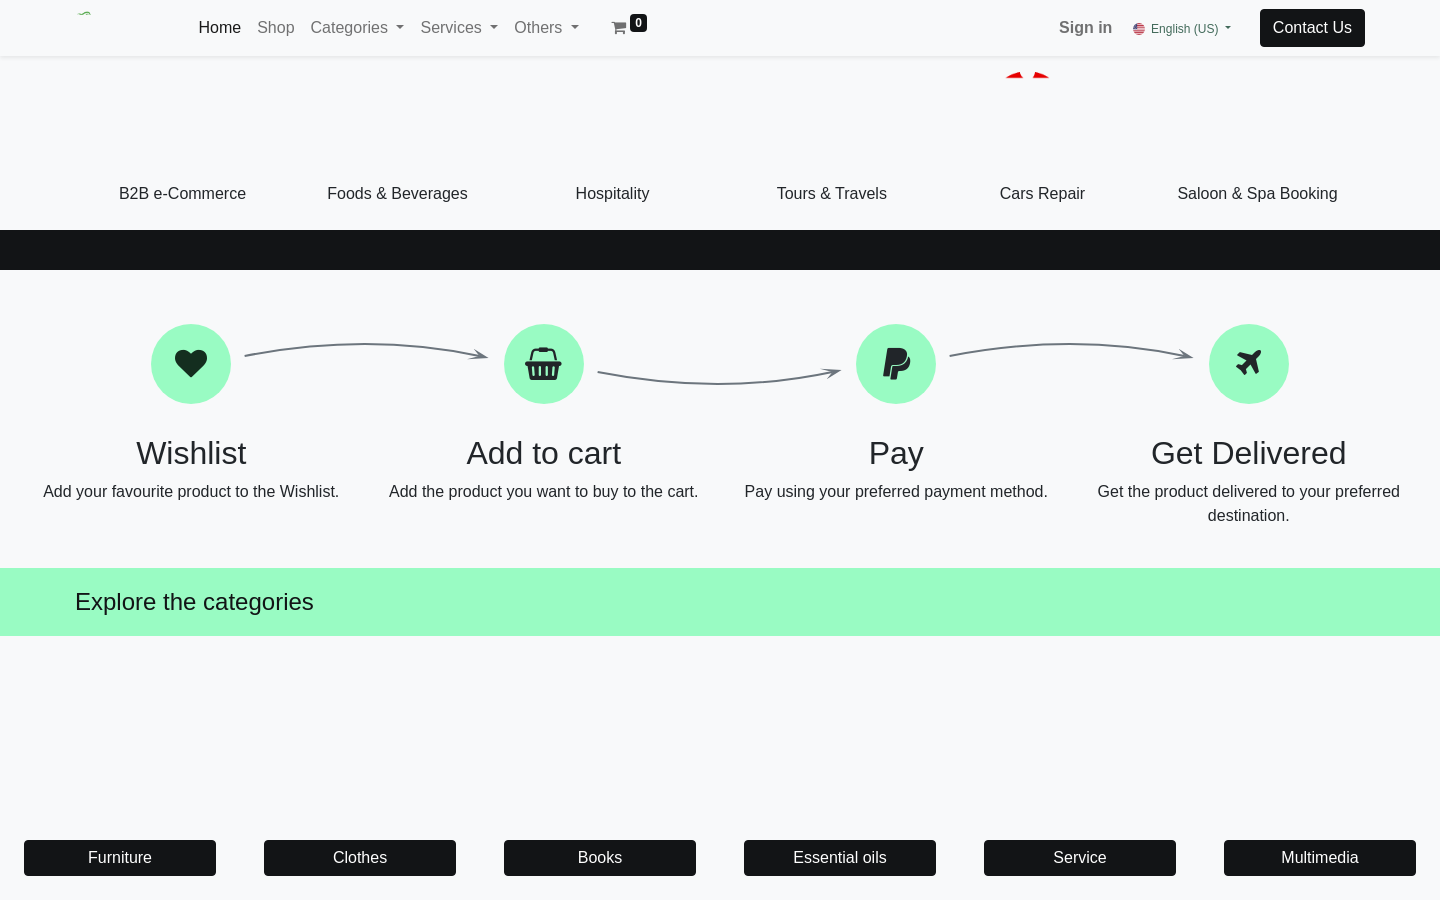 Home Shop Categories Services Others 0 Sign in English (US) Contact Us
B2B e-Commerce Foods & Beverages Hospitality Tours & Travels Cars Repair Saloon & Spa Booking
Wishlist
Add your favourite product to the Wishlist.
Add to cart
Add the product you want to buy to the cart.
Pay
Pay using your preferred payment method.
Get Delivered
Get the product delivered to your preferred
destination.
Explore the categories
Furniture Clothes Books Essential oils Service Multimedia